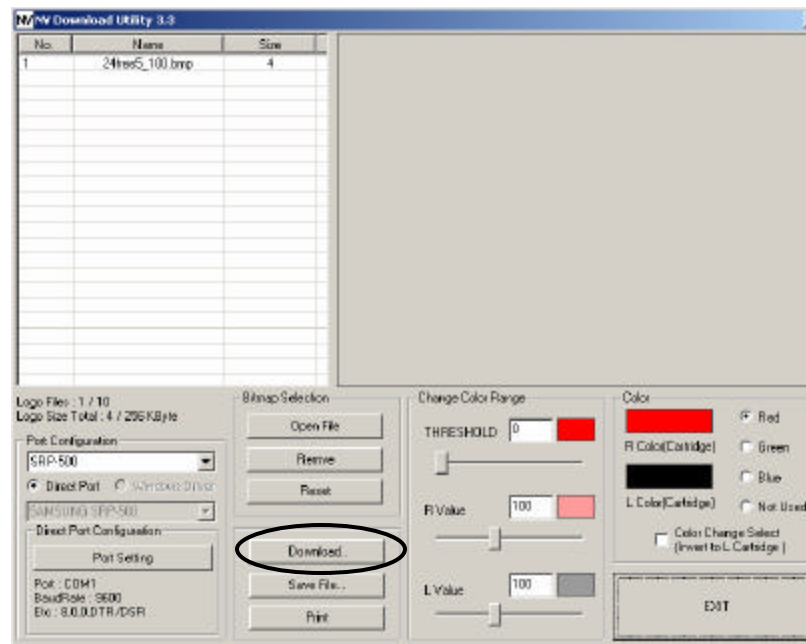 NV Download Utility 3.3
No. Name Size
1 24tree5_100.bmp 4
Logo Files : 1 / 10
Logo Size Total : 4 / 256 KByte
Port Configuration
SRP-500
Direct Port Windows Driver
SAMSUNG SRP-500
Direct Port Configuration
Port Setting
Port : COM1
BaudRate : 9600
Etc : 8,0,0,DTR/DSR
Bitmap Selection
Open File
Remve
Reset
Download..
Save File...
Print
Change Color Range
THRESHOLD 0
R Value 100
L Value 100
Color
Red
R Color(Cartridge)
Green
Blue
L Color(Cartridge)
Not Used
Color Change Select
(Invert to L Cartridge )
EXIT